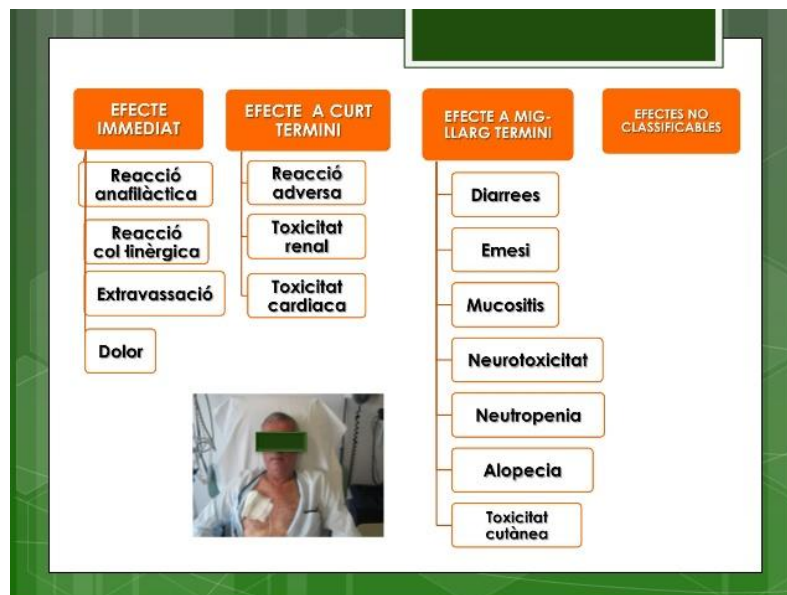 EFECTE
IMMEDIAT
Reacció
anafilàctica
Reacció
col·linèrgica
Extravassació
Dolor
EFECTE A CURT
TERMINI
Reacció
adversa
Toxicitat
renal
Toxicitat
cardiaca
EFECTE A MIG-
LLARG TERMINI
Diarrees
Emesi
Mucositis
Neurotoxicitat
Neutropenia
Alopecia
Toxicitat
cutànea
EFECTES NO
CLASSIFICABLES